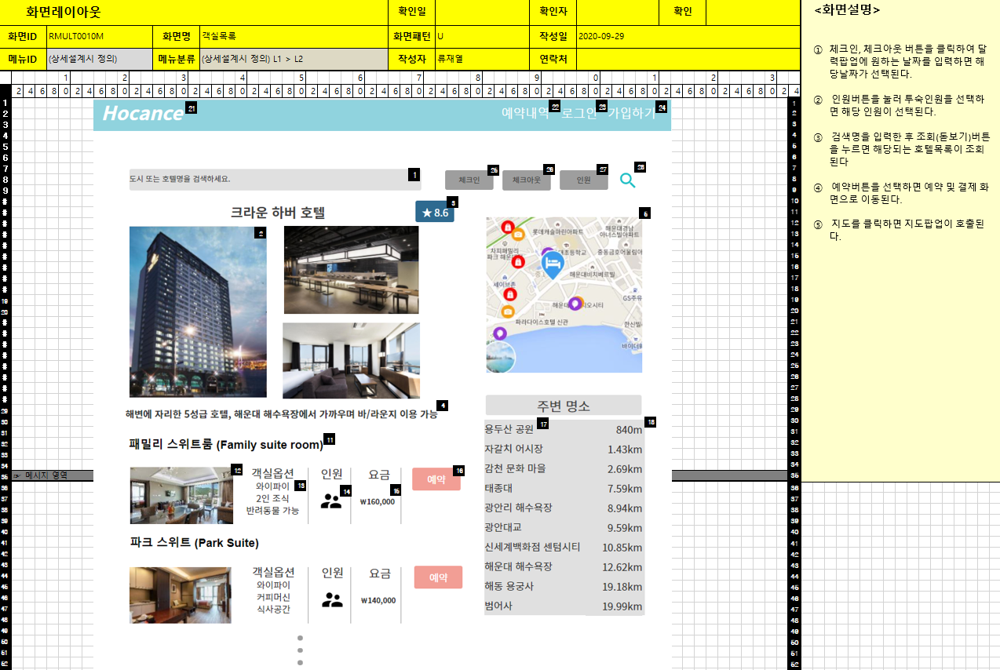 화면레이아웃 확인일 확인자 확인
화면ID RMULT0010M 화면명 객실목록 화면패턴 U 작성일 2020-09-29
메뉴ID (상세설계시 정의) 메뉴분류 (상세설계시 정의) L1 > L2 작성자 류재열 연락처
<화면설명>
① 체크인, 체크아웃 버튼을 클릭하여 달
력팝업에 원하는 날짜를 입력하면 해
당날짜가 선택된다.
② 인원버튼을 눌러 투숙인원을 선택하
면 해당 인원이 선택된다.
③ 검색명을 입력한 후 조회(돋보기)버튼
을 누르면 해당되는 호텔목록이 조회
된다
④ 예약버튼을 선택하면 예약 및 결제 화
면으로 이동된다.
⑤ 지도를 클릭하면 지도팝업이 호출된
다.
Hocance 21 예약내역 22 로그인 23 가입하기 24
도시 또는 호텔명을 검색하세요. 1 체크인 25 체크아웃 26 인원 27 28
크라운 하버 호텔 ★ 8.6 3
2
롯데캐슬마린아파트
해운대비치베르빌
세이브존
파라다이스호텔 신관
해변에 자리한 5성급 호텔, 해운대 해수욕장에서 가까우며 바/라운지 이용 가능 4
패밀리 스위트룸 (Family suite room) 11
12 객실옵션 인원 요금 예약 16
와이파이 13
2인 조식 14 ₩160,000 15
반려동물 가능
파크 스위트 (Park Suite)
객실옵션 인원 요금 예약
와이파이
커피머신 ₩140,000
식사공간
주변 명소
용두산 공원 17 840m 18
자갈치 어시장 1.43km
감천 문화 마을 2.69km
태종대 7.59km
광안리 해수욕장 8.94km
광안대교 9.59km
신세계백화점 센텀시티 10.85km
해운대 해수욕장 12.62km
해동 용궁사 19.18km
범어사 19.99km
☞ 메시지 영역